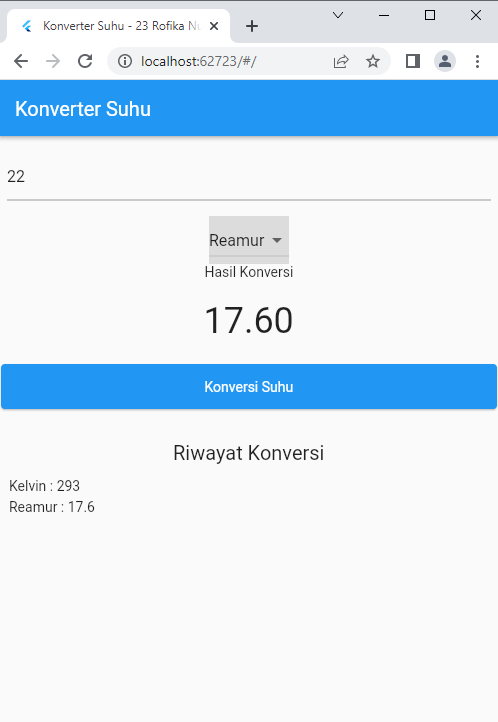 Konverter Suhu - 23 Rofika Nu
localhost:62723/#/
Konverter Suhu
22
Reamur
Hasil Konversi
17.60
Konversi Suhu
Riwayat Konversi
Kelvin : 293
Reamur : 17.6